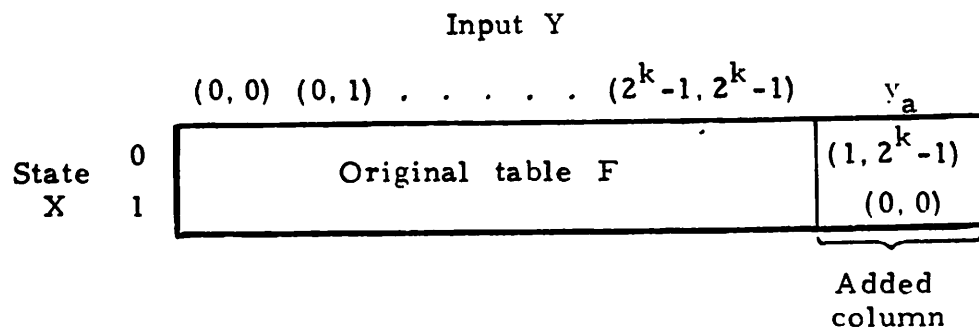 Input Y
(0, 0) (0, 1) . . . . . (2^k -1, 2^k -1) y_a
State X
0 Original table F (1, 2^k -1)
1 (0, 0)
Added
column